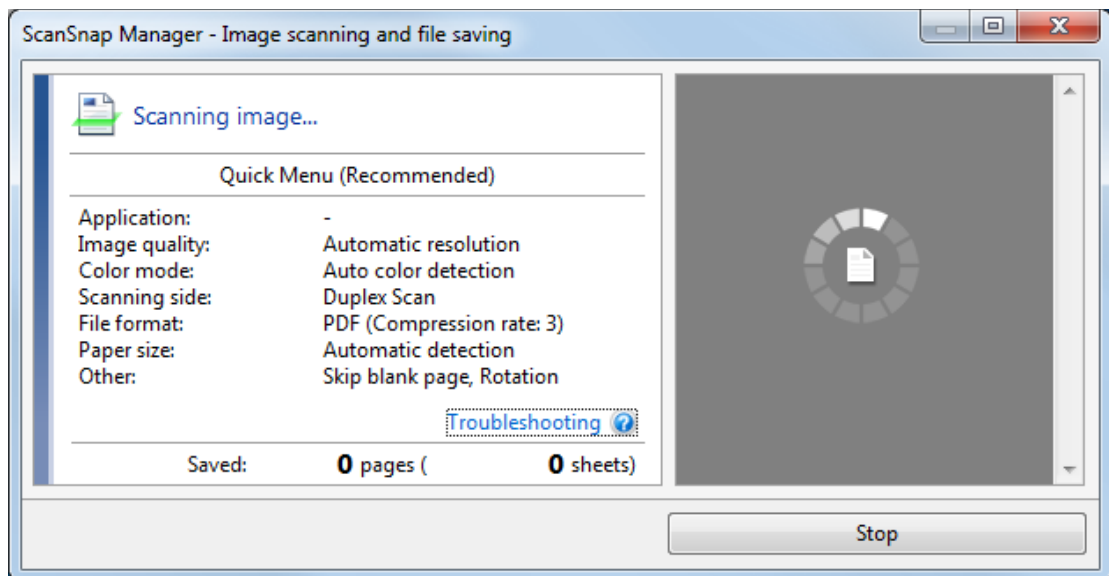 ScanSnap Manager - Image scanning and file saving
Scanning image...
Quick Menu (Recommended)
Application: -
Image quality: Automatic resolution
Color mode: Auto color detection
Scanning side: Duplex Scan
File format: PDF (Compression rate: 3)
Paper size: Automatic detection
Other: Skip blank page, Rotation
Troubleshooting ?
Saved: 0 pages ( 0 sheets)
Stop